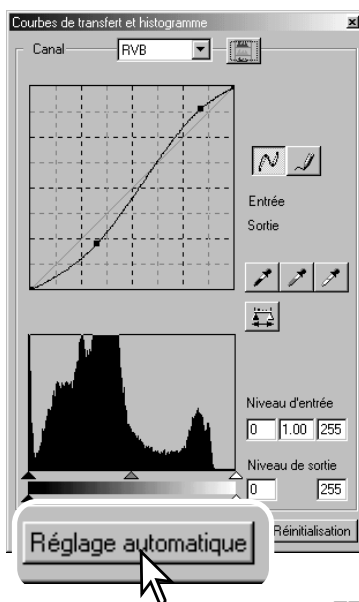 Courbes de transfert et histogramme
Canal RVB
Entrée
Sortie
Niveau d'entrée
0 1.00 255
Niveau de sortie
0 255
Réglage automatique
Réinitialisation